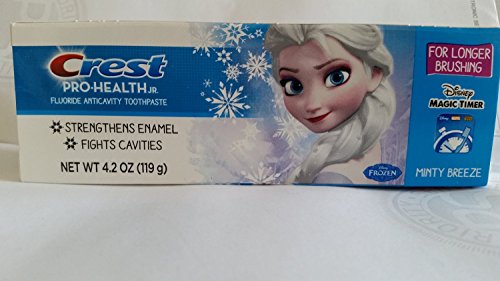 Crest
PRO-HEALTH JR.
FLUORIDE ANTICAVITY TOOTHPASTE
STRENGTHENS ENAMEL
FIGHTS CAVITIES
NET WT 4.2 OZ (119 g)
Disney
FROZEN
FOR LONGER
BRUSHING
Disney
MAGIC TIMER
MINTY BREEZE